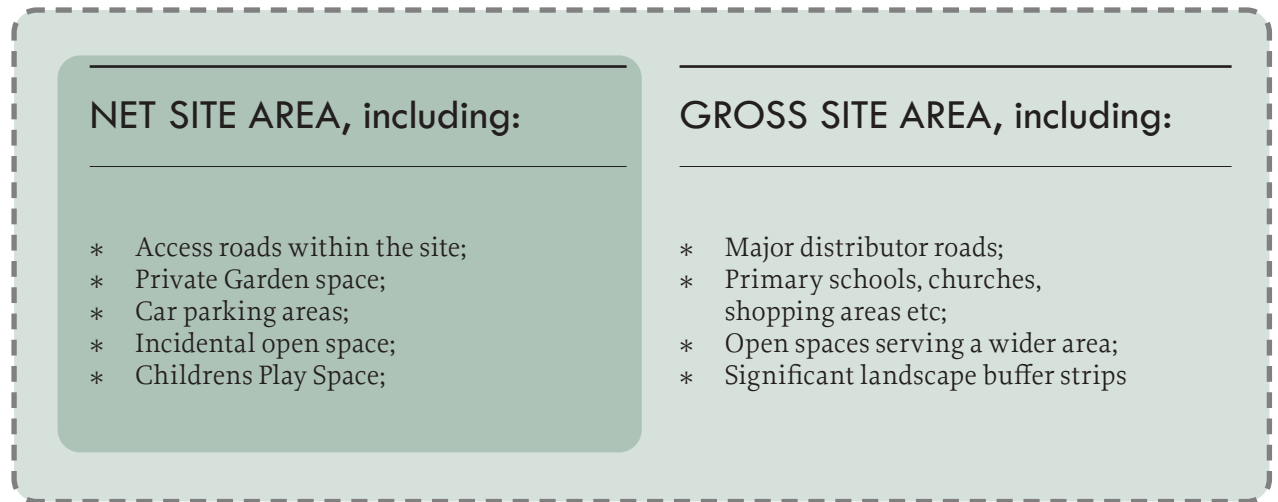 NET SITE AREA, including:
* Access roads within the site;
* Private Garden space;
* Car parking areas;
* Incidental open space;
* Childrens Play Space;
GROSS SITE AREA, including:
* Major distributor roads;
* Primary schools, churches,
shopping areas etc;
* Open spaces serving a wider area;
* Significant landscape buffer strips